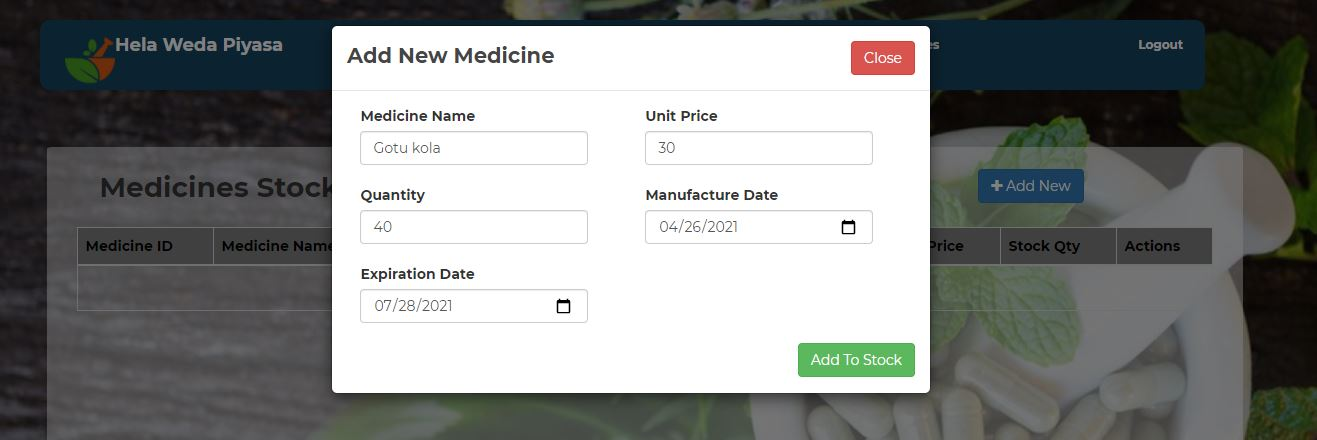 Hela Weda Piyasa
Logout
Add New Medicine
Close
Medicine Name
Unit Price
Gotu kola
30
Quantity
Manufacture Date
40
04/26/2021
Expiration Date
07/28/2021
Add To Stock
Medicines Stock
Add New
Medicine ID
Medicine Name
Price
Stock Qty
Actions